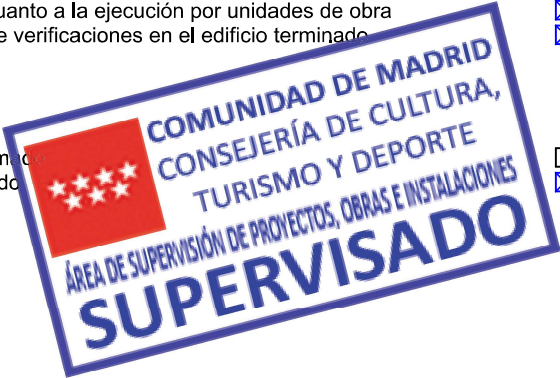 uanto a la ejecución por unidades de obra
e verificaciones en el edificio terminado
COMUNIDAD DE MADRID
CONSEJERÍA DE CULTURA,
TURISMO Y DEPORTE
ÁREA DE SUPERVISIÓN DE PROYECTOS, OBRAS E INSTALACIONES
SUPERVISADO
do